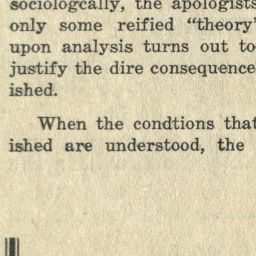 sociologcally, the apologists
only some reified "theory"
upon analysis turns out to
justify the dire consequence
ished.
When the condtions that
ished are understood, the